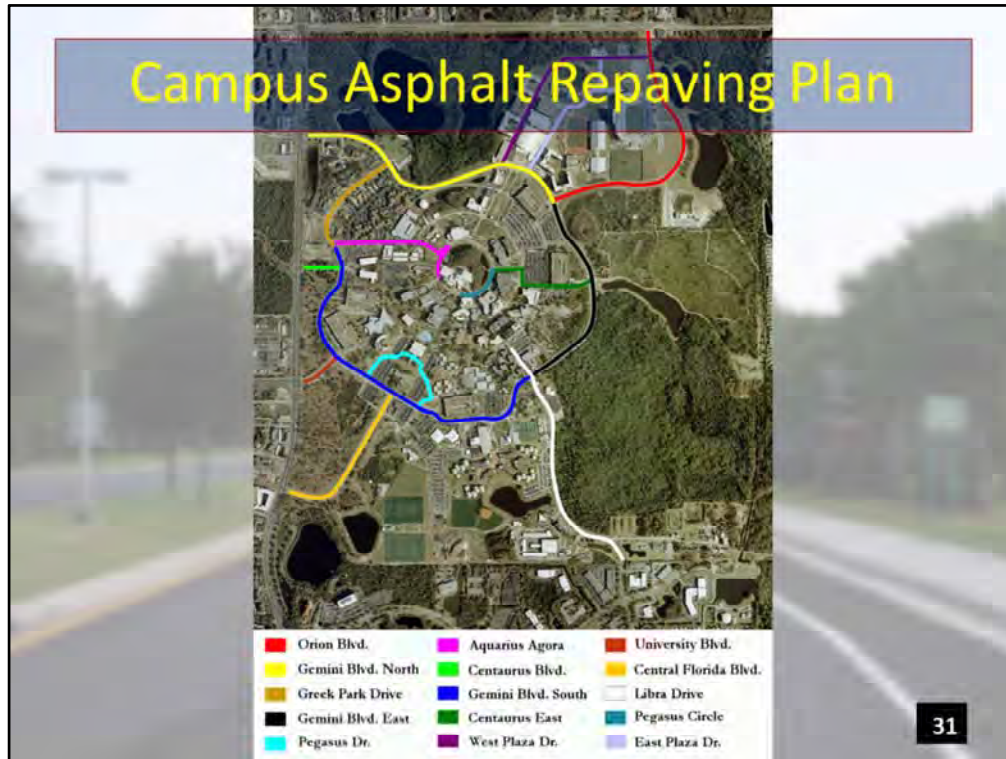 Campus Asphalt Repaving Plan
Orion Blvd.
Aquarius Agora
University Blvd.
Gemini Blvd. North
Centaurus Blvd.
Central Florida Blvd.
Greek Park Drive
Gemini Blvd. South
Libra Drive
Gemini Blvd. East
Centaurus East
Pegasus Circle
Pegasus Dr.
West Plaza Dr.
East Plaza Dr.
31